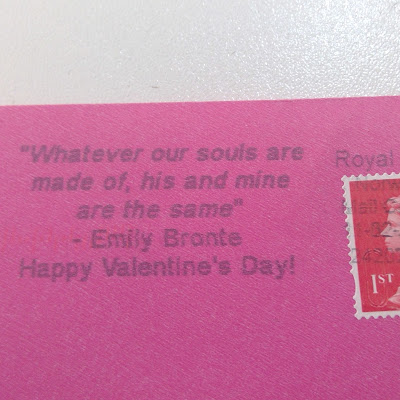 "Whatever our souls are
made of, his and mine
are the same"
- Emily Bronte
Happy Valentine's Day!
Royal
1ST